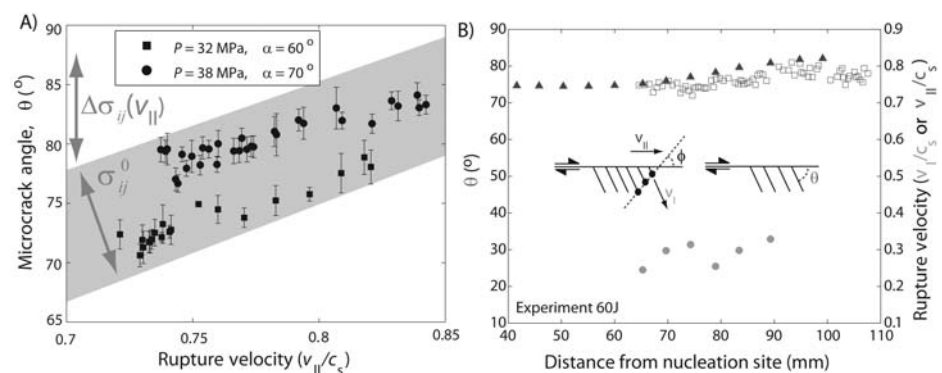 A)
90
85
80
75
70
65
Microcrack angle, θ (°)
P = 32 MPa, α = 60 °
P = 38 MPa, α = 70 °
Δσij(v||)
σij0
0.7
0.75
0.8
0.85
Rupture velocity (v||/cs)
B)
90
80
70
60
50
40
30
20
10
θ (°)
v||
ϕ
vI
θ
Experiment 60J
40
50
60
70
80
90
100
110
Distance from nucleation site (mm)
0.9
0.8
0.7
0.6
0.5
0.4
0.3
0.2
0.1
Rupture velocity (vI/cs or v||/cs)